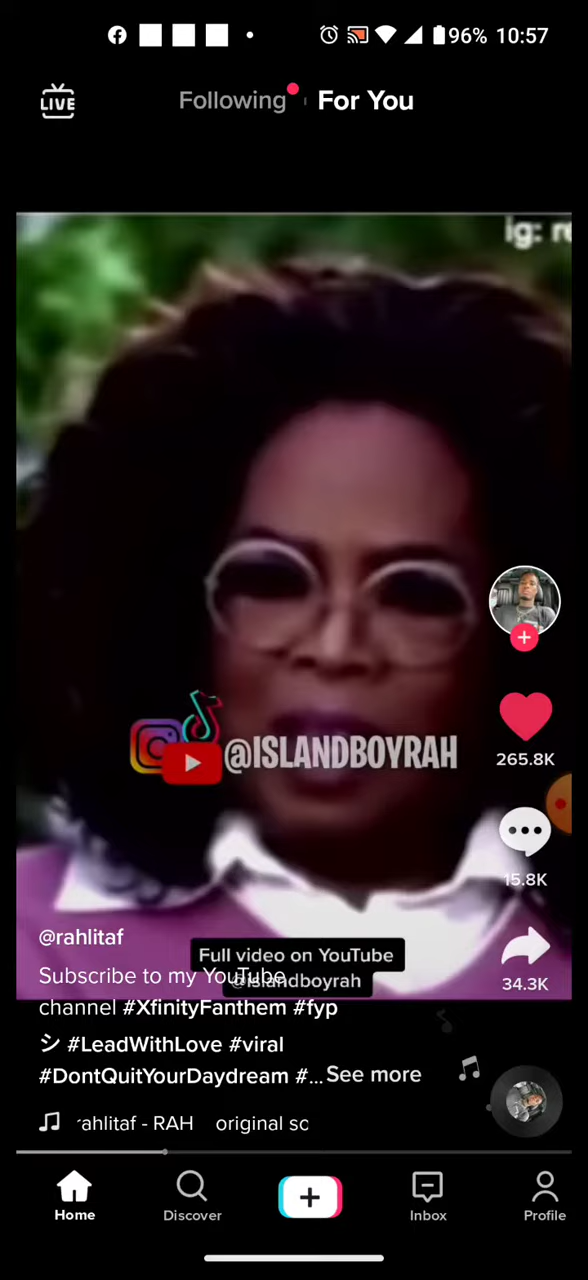 96% 10:57
LIVE
Following For You
ig:
@ISLANDBOYRAH
265.8K
15.8K
@rahlitaf
Full video on YouTube
@islandboyrah
34.3K
Subscribe to my YouTube
channel #XfinityFanthem #fyp
シ #LeadWithLove #viral
#DontQuitYourDaydream #...See more
rahlitaf - RAH original sc
Home Discover Inbox Profile